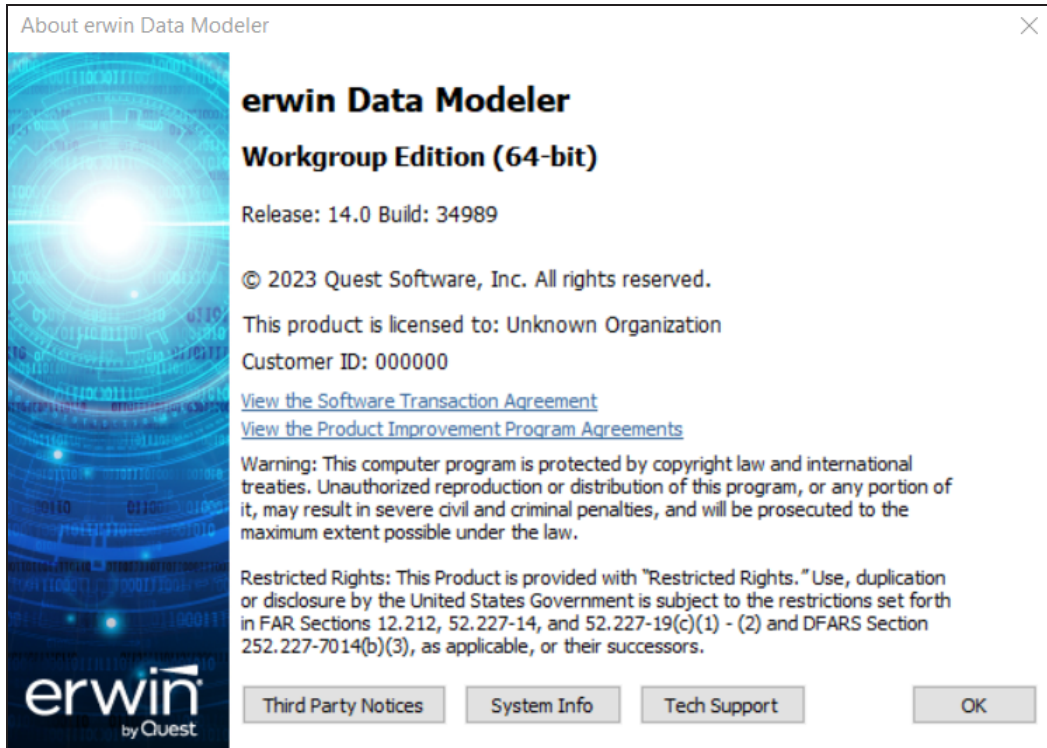 About erwin Data Modeler
erwin Data Modeler
Workgroup Edition (64-bit)
Release: 14.0 Build: 34989
© 2023 Quest Software, Inc. All rights reserved.
This product is licensed to: Unknown Organization
Customer ID: 000000
View the Software Transaction Agreement
View the Product Improvement Program Agreements
Warning: This computer program is protected by copyright law and international
treaties. Unauthorized reproduction or distribution of this program, or any portion of
it, may result in severe civil and criminal penalties, and will be prosecuted to the
maximum extent possible under the law.
Restricted Rights: This Product is provided with “Restricted Rights.” Use, duplication
or disclosure by the United States Government is subject to the restrictions set forth
in FAR Sections 12.212, 52.227-14, and 52.227-19(c)(1) - (2) and DFARS Section
252.227-7014(b)(3), as applicable, or their successors.
erwin
by Quest
Third Party Notices
System Info
Tech Support
OK